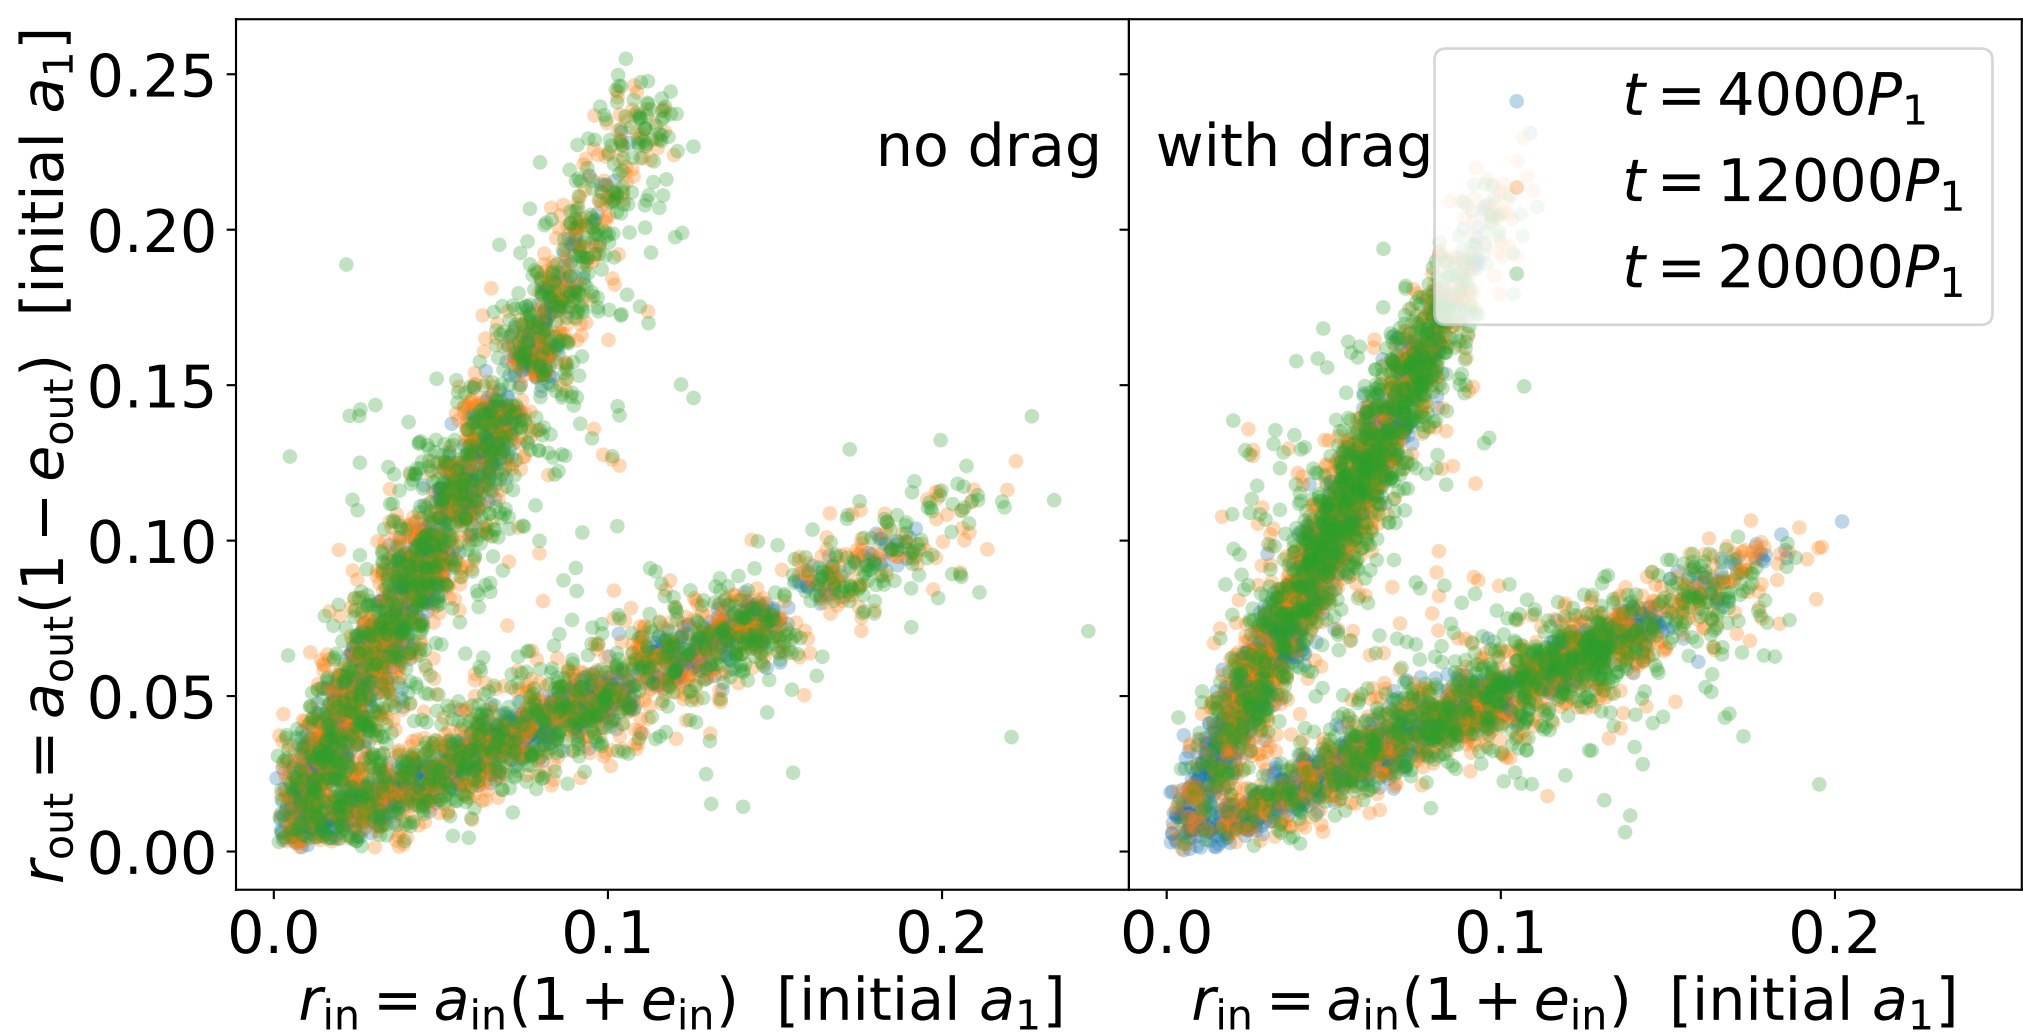 r_out = a_out(1 − e_out) [initial a_1]
0.25
0.20
0.15
0.10
0.05
0.00
no drag
with drag
t = 4000P_1
t = 12000P_1
t = 20000P_1
0.0 0.1 0.2 0.0 0.1 0.2
r_in = a_in(1 + e_in) [initial a_1] r_in = a_in(1 + e_in) [initial a_1]